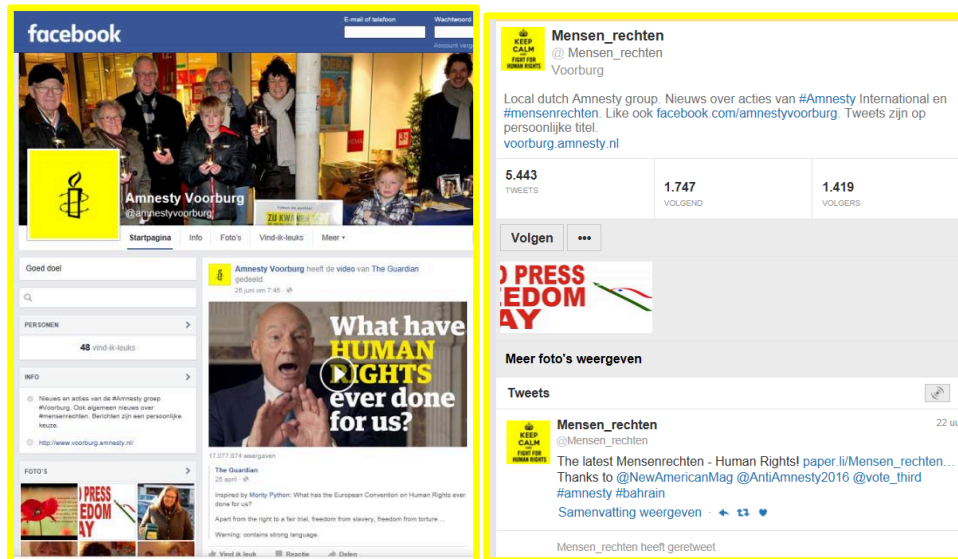 facebook
E-mail of telefoon
Wachtwoord
Account verge
Amnesty Voorburg
@amnestyvoorburg
ZU KWA
Startpagina Info Foto's Vind-ik-leuks Meer
Goed doel
PERSONEN
48 vind-ik-leuks
INFO
Nieuws en acties van de #Amnesty groep
#Voorburg. Ook algemeen nieuws over
#mensenrechten. Berichten zijn een persoonlijke
keuze.
http://www.voorburg.amnesty.nl/
FOTO'S
PRESS
DOM
Amnesty Voorburg heeft de video van The Guardian
gedeeld.
26 juni om 7:45
What have
HUMAN
RIGHTS
ever done
for us?
17.077.874 weergaven
The Guardian
25 april
Inspired by Monty Python: What has the European Convention on Human Rights ever
done for us?
Apart from the right to a fair trial, freedom from slavery, freedom from torture ...
Warning: contains strong language.
Vind ik leuk Reactie Delen
KEEP
CALM
AND
FIGHT FOR
HUMAN RIGHTS
Mensen_rechten
@ Mensen_rechten
Voorburg
Local dutch Amnesty group. Nieuws over acties van #Amnesty International en
#mensenrechten. Like ook facebook.com/amnestyvoorburg. Tweets zijn op
persoonlijke titel.
voorburg.amnesty.nl
5.443
TWEETS
1.747
VOLGEND
1.419
VOLGERS
Volgen •••
D PRESS
EDOM
AY
Meer foto's weergeven
Tweets
KEEP
CALM
AND
FIGHT FOR
HUMAN RIGHTS
Mensen_rechten
22 uu
@Mensen_rechten
The latest Mensenrechten - Human Rights! paper.li/Mensen_rechten…
Thanks to @NewAmericanMag @AntiAmnesty2016 @vote_third
#amnesty #bahrain
Samenvatting weergeven
Mensen_rechten heeft geretweet